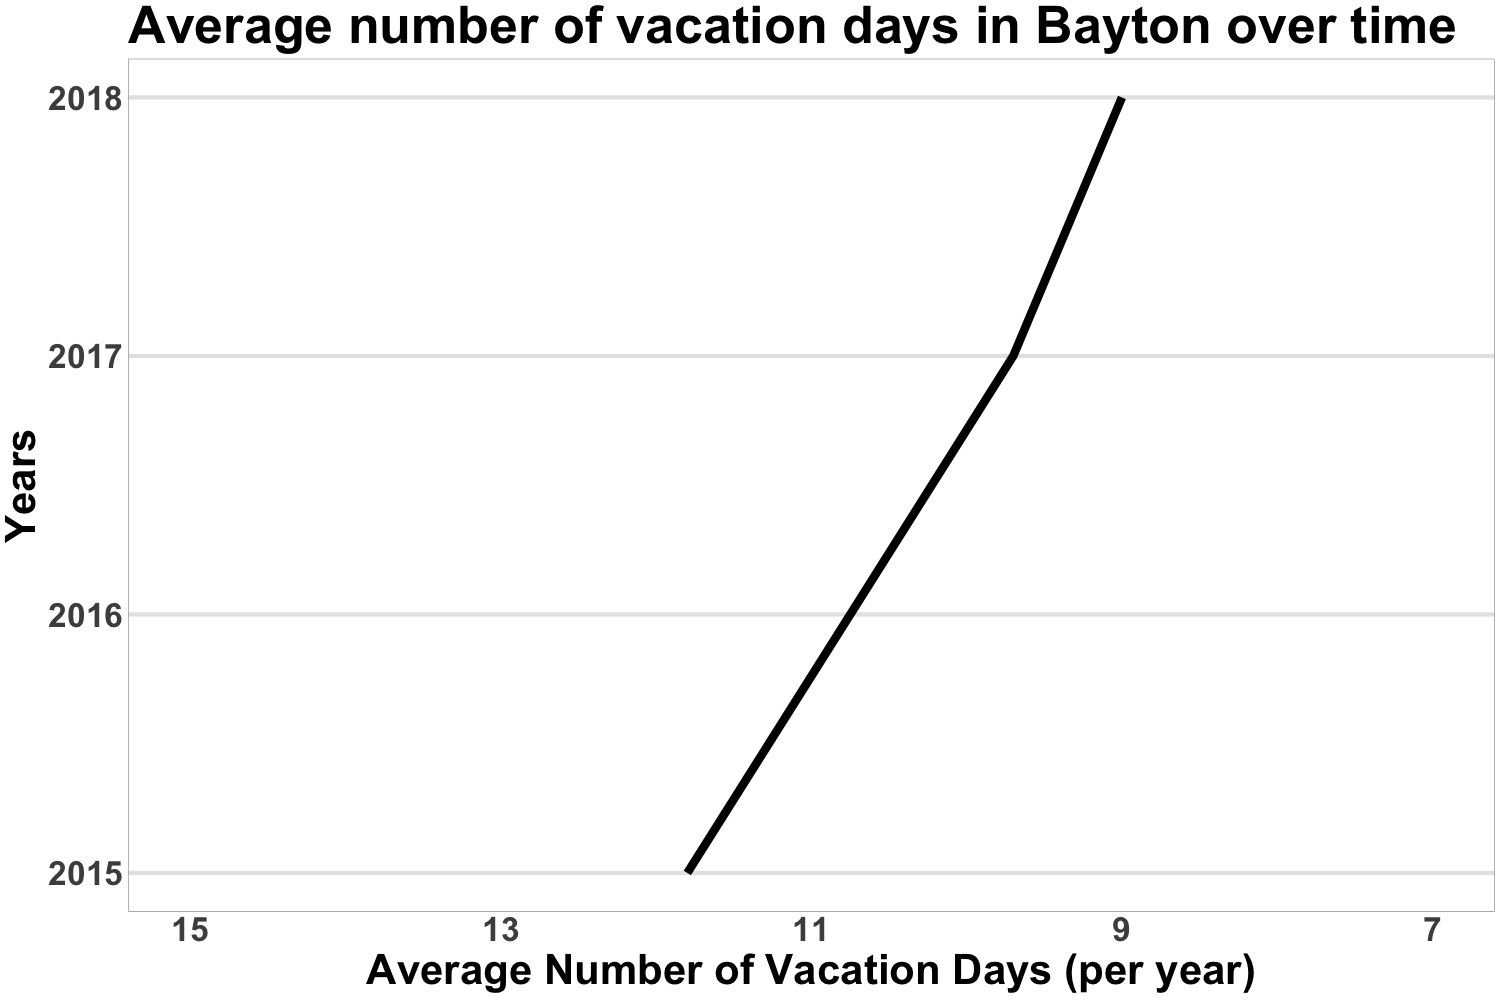 Average number of vacation days in Bayton over time
2018
2017
2016
2015
Years
15 13 11 9 7
Average Number of Vacation Days (per year)